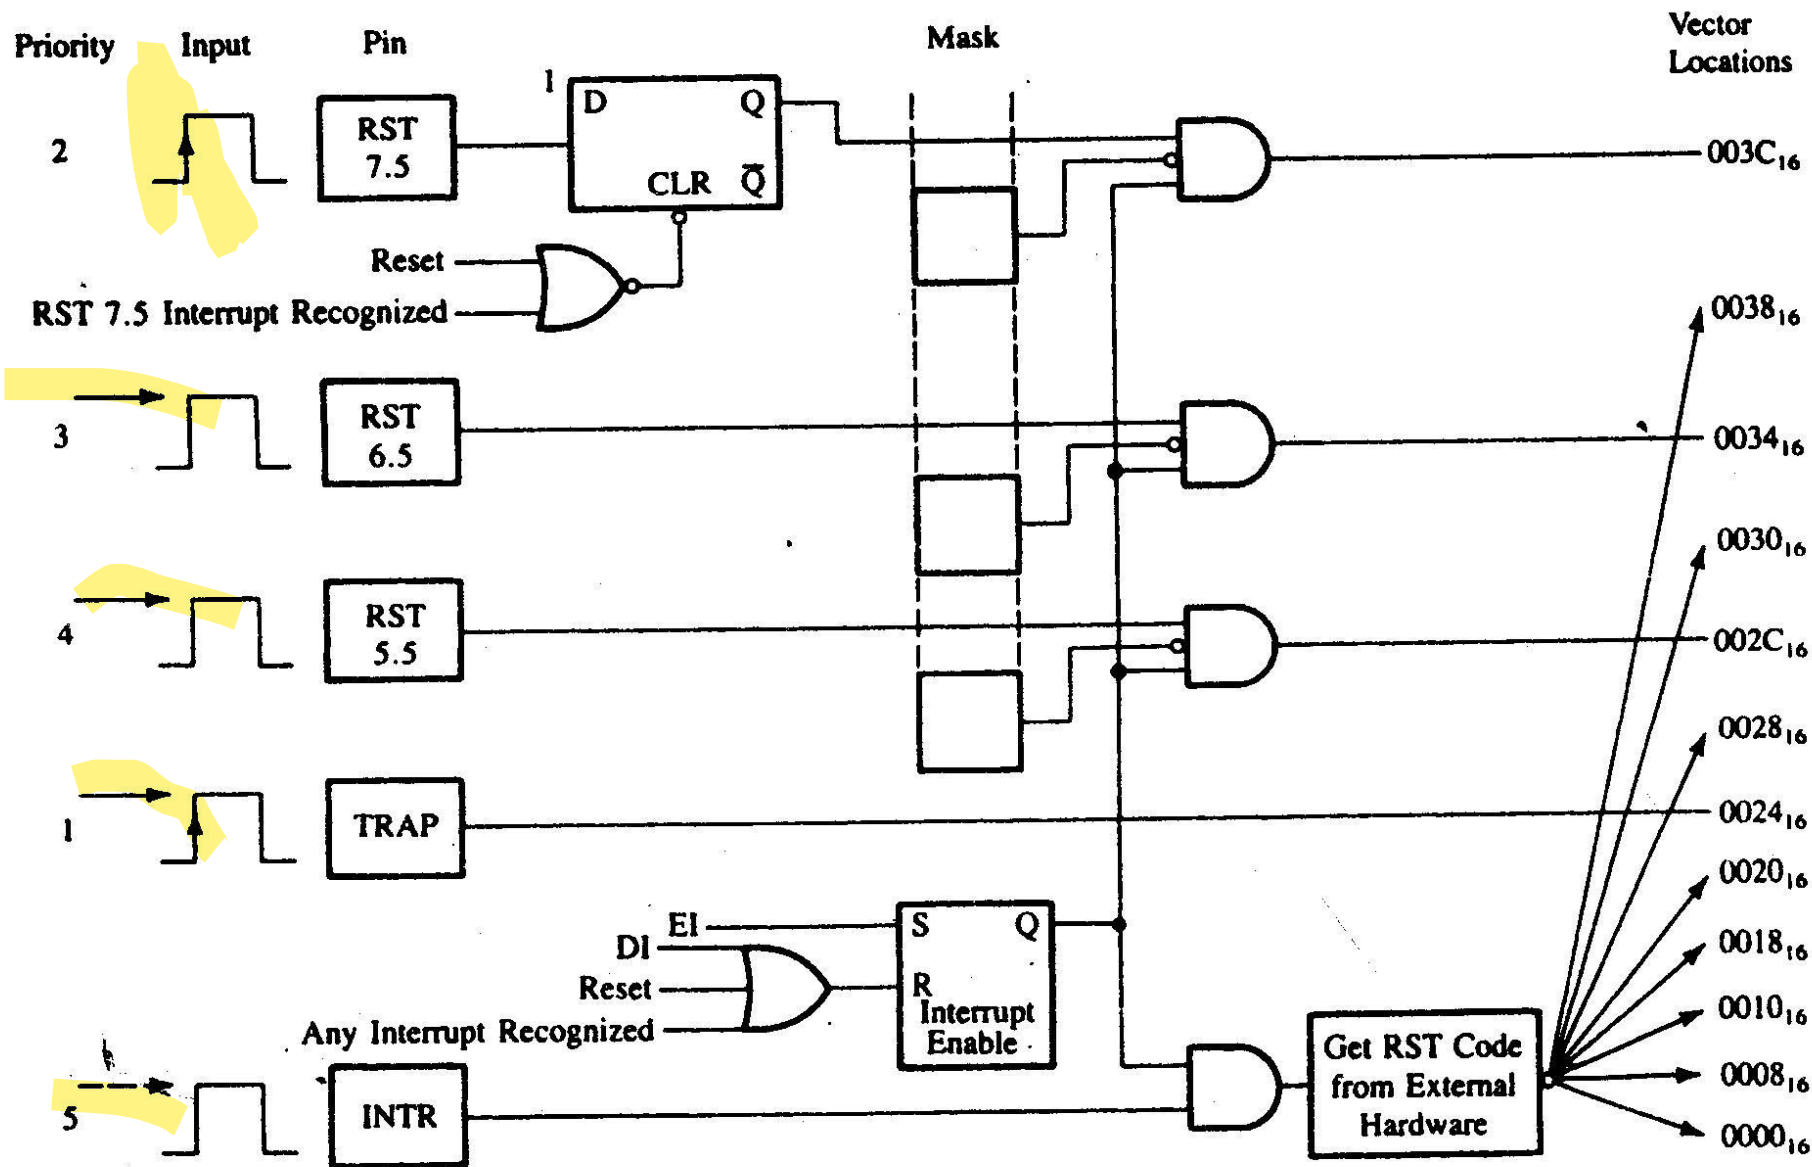 Priority Input Pin Mask Vector
Locations
1 D Q
2 RST
7.5 003C₁₆
CLR Q̅
Reset
RST 7.5 Interrupt Recognized
0038₁₆
3 RST
6.5 0034₁₆
0030₁₆
4 RST
5.5 002C₁₆
0028₁₆
1 TRAP 0024₁₆
0020₁₆
EI S Q
DI
0018₁₆
Reset R
Interrupt
Enable
0010₁₆
Any Interrupt Recognized
Get RST Code
from External
Hardware
0008₁₆
5 INTR
0000₁₆